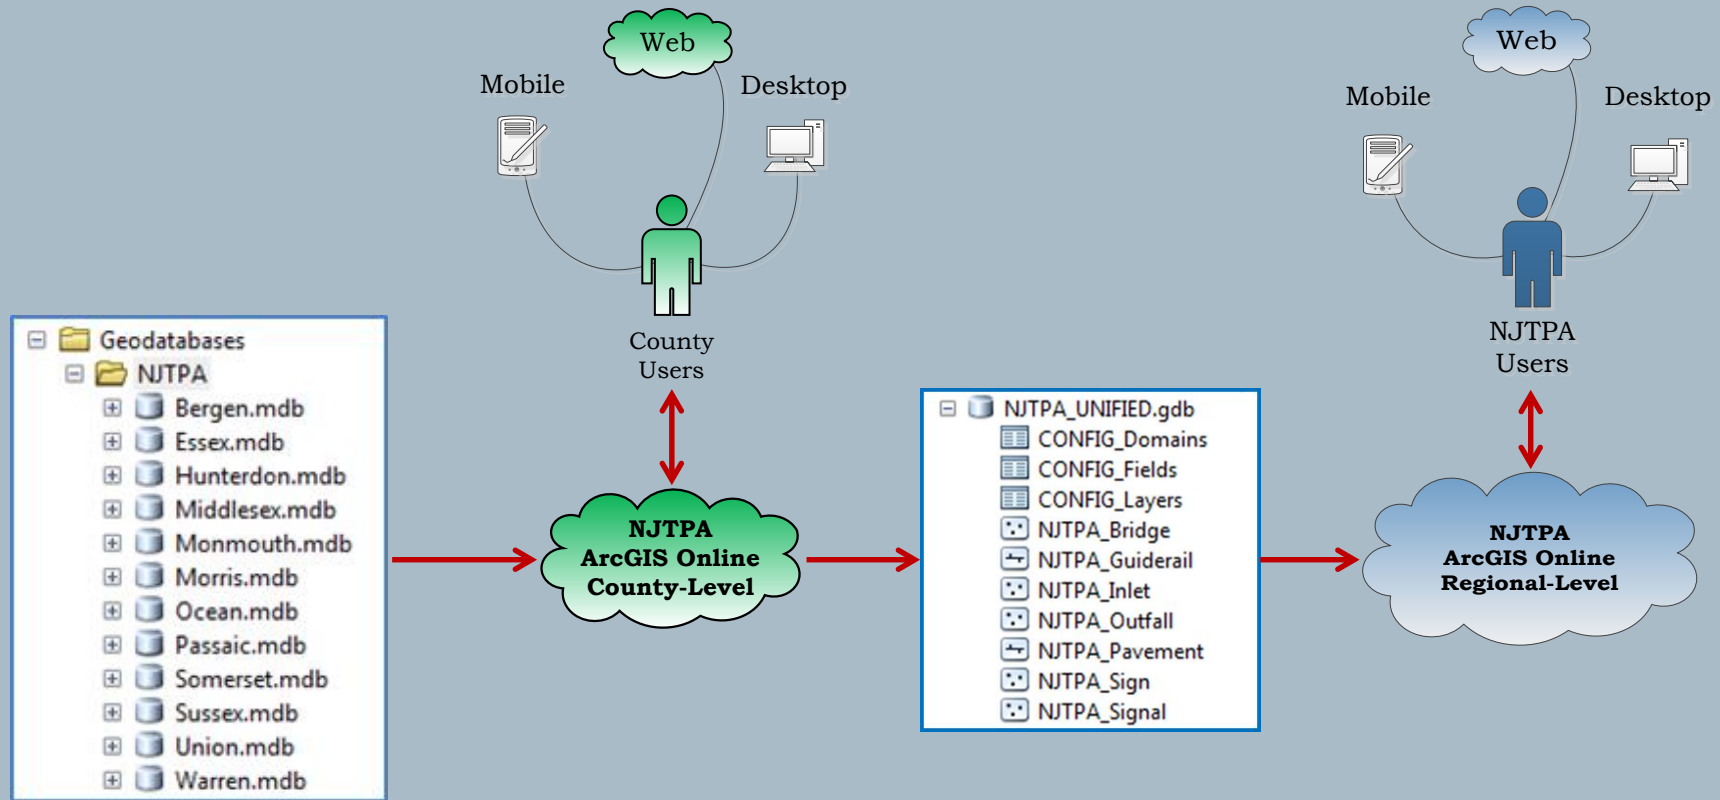 Web
Mobile
Desktop
County
Users
Web
Mobile
Desktop
NJTPA
Users
Geodatabases
NJTPA
Bergen.mdb
Essex.mdb
Hunterdon.mdb
Middlesex.mdb
Monmouth.mdb
Morris.mdb
Ocean.mdb
Passaic.mdb
Somerset.mdb
Sussex.mdb
Union.mdb
Warren.mdb
NJTPA
ArcGIS Online
County-Level
NJTPA_UNIFIED.gdb
CONFIG_Domains
CONFIG_Fields
CONFIG_Layers
NJTPA_Bridge
NJTPA_Guiderail
NJTPA_Inlet
NJTPA_Outfall
NJTPA_Pavement
NJTPA_Sign
NJTPA_Signal
NJTPA
ArcGIS Online
Regional-Level